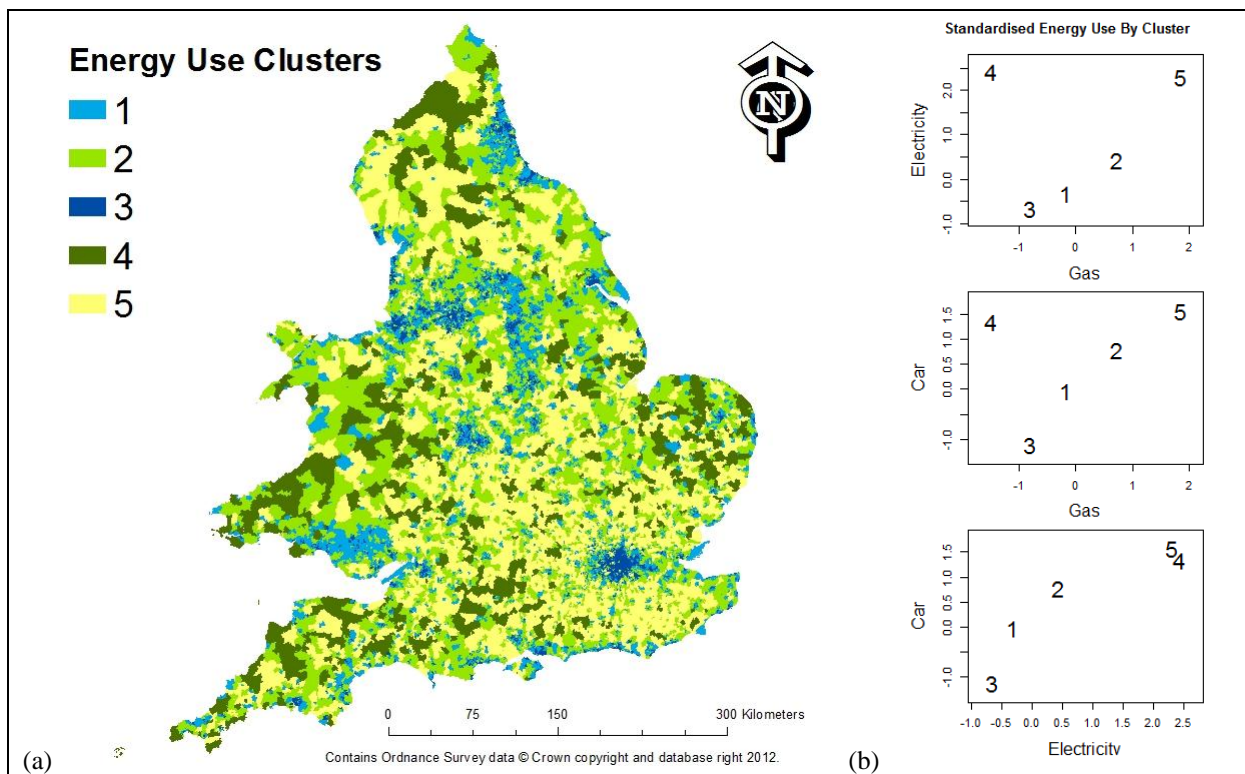 Energy Use Clusters
1
2
3
4
5
N
0 75 150 300 Kilometers
Contains Ordnance Survey data © Crown copyright and database right 2012.
(a)
Standardised Energy Use By Cluster
Electricity
2.0
1.0
0.0
-1.0
4
5
2
1
3
-1 0 1 2
Gas
Car
1.5
1.0
0.5
0.0
-1.0
5
4
2
1
3
-1 0 1 2
Gas
Car
1.5
1.0
0.5
0.0
-1.0
5
4
2
1
3
-1.0 -0.5 0.0 0.5 1.0 1.5 2.0 2.5
Electricity
(b)